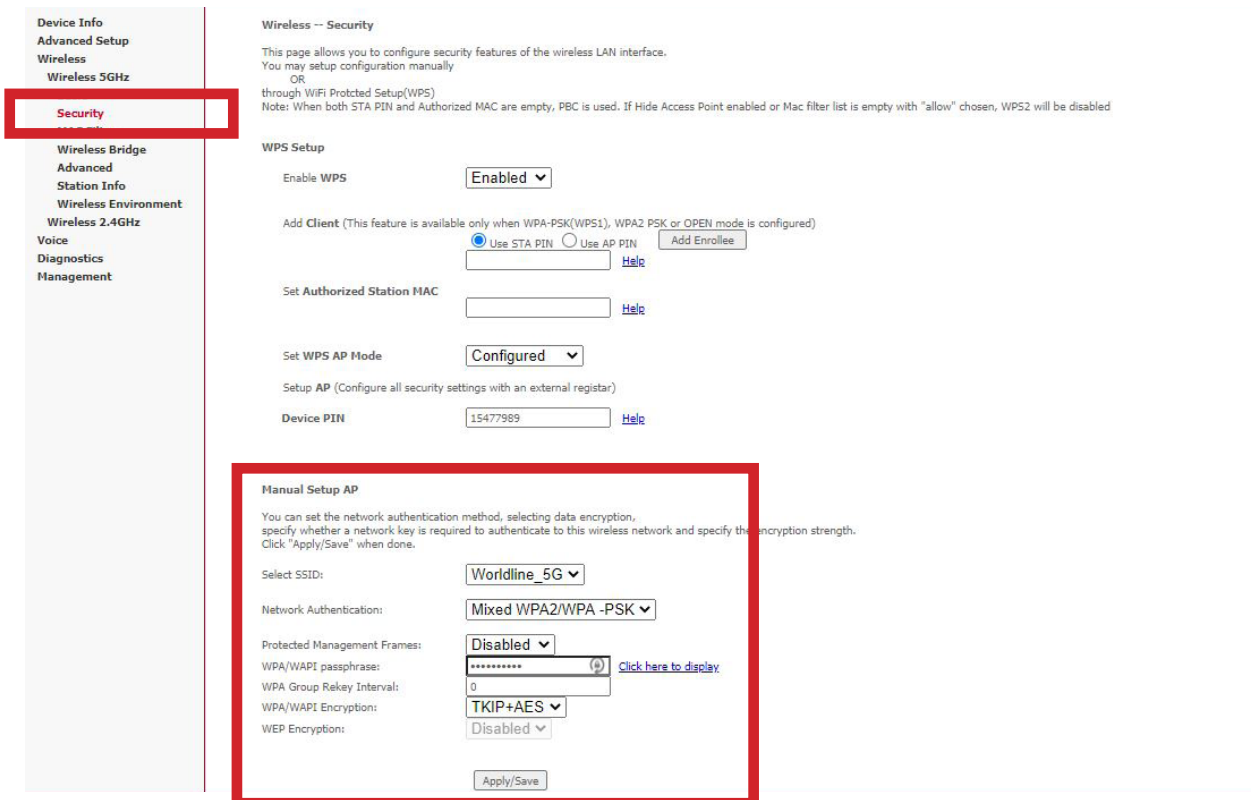 Device Info
Advanced Setup
Wireless
Wireless 5GHz
Security
Wireless Bridge
Advanced
Station Info
Wireless Environment
Wireless 2.4GHz
Voice
Diagnostics
Management
Wireless -- Security
This page allows you to configure security features of the wireless LAN interface.
You may setup configuration manually
OR
through WiFi Protcted Setup(WPS)
Note: When both STA PIN and Authorized MAC are empty, PBC is used. If Hide Access Point enabled or Mac filter list is empty with "allow" chosen, WPS2 will be disabled
WPS Setup
Enable WPS Enabled
Add Client (This feature is available only when WPA-PSK(WPS1), WPA2 PSK or OPEN mode is configured)
Use STA PIN Use AP PIN Add Enrollee
Help
Set Authorized Station MAC
Help
Set WPS AP Mode Configured
Setup AP (Configure all security settings with an external registar)
Device PIN 15477989 Help
Manual Setup AP
You can set the network authentication method, selecting data encryption,
specify whether a network key is required to authenticate to this wireless network and specify the encryption strength.
Click "Apply/Save" when done.
Select SSID: Worldline_5G
Network Authentication: Mixed WPA2/WPA -PSK
Protected Management Frames: Disabled
WPA/WAPI passphrase: •••••••••• Click here to display
WPA Group Rekey Interval: 0
WPA/WAPI Encryption: TKIP+AES
WEP Encryption: Disabled
Apply/Save